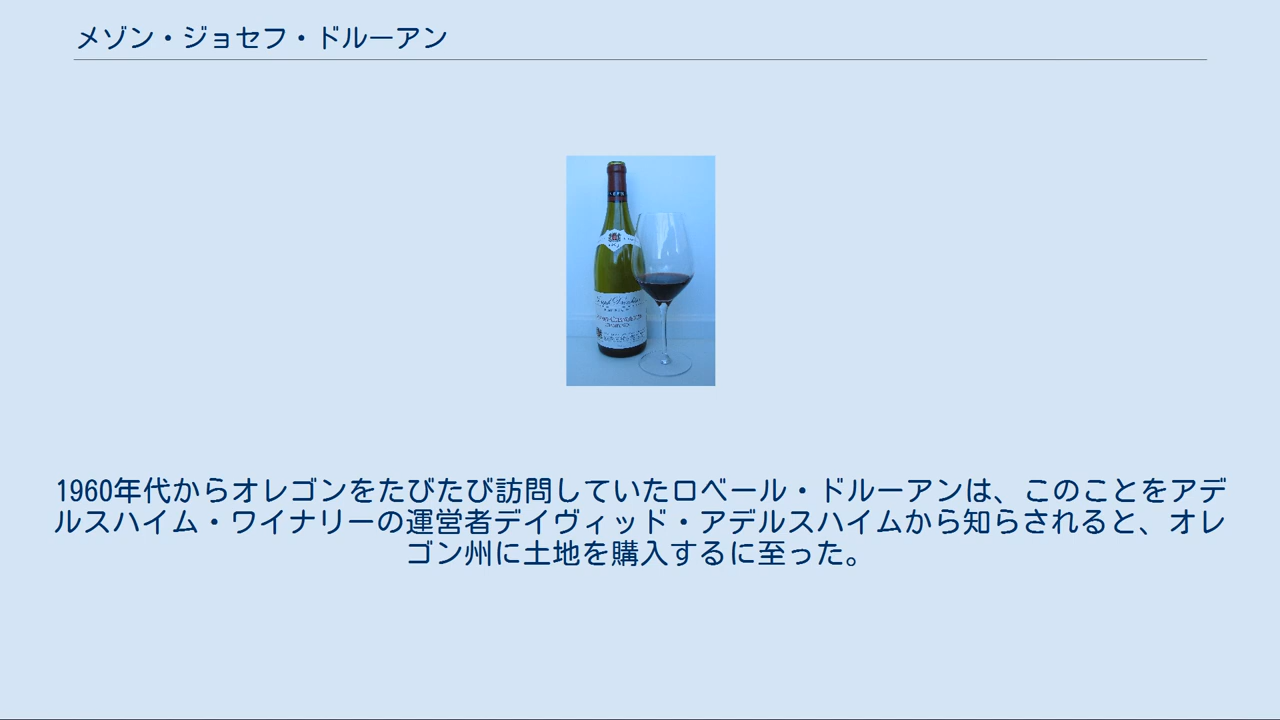 メゾン・ジョセフ・ドルーアン
1960年代からオレゴンをたびたび訪問していたロベール・ドルーアンは、このことをアデ
ルスハイム・ワイナリーの運営者デイヴィッド・アデルスハイムから知らされると、オレ
ゴン州に土地を購入するに至った。